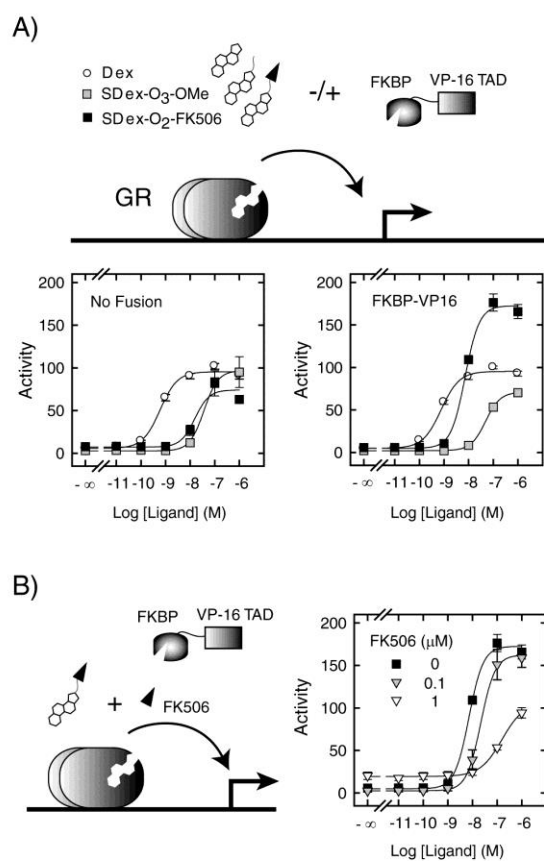 A)
Dex
SDex-O3-OMe
SDex-O2-FK506
-/+
FKBP VP-16 TAD
GR
No Fusion
Activity
200
150
100
50
0
- ∞ -11 -10 -9 -8 -7 -6
Log [Ligand] (M)
FKBP-VP16
Activity
200
150
100
50
0
- ∞ -11 -10 -9 -8 -7 -6
Log [Ligand] (M)
B)
FKBP VP-16 TAD
+
FK506
FK506 (μM)
0
0.1
1
Activity
200
150
100
50
0
- ∞ -11 -10 -9 -8 -7 -6
Log [Ligand] (M)